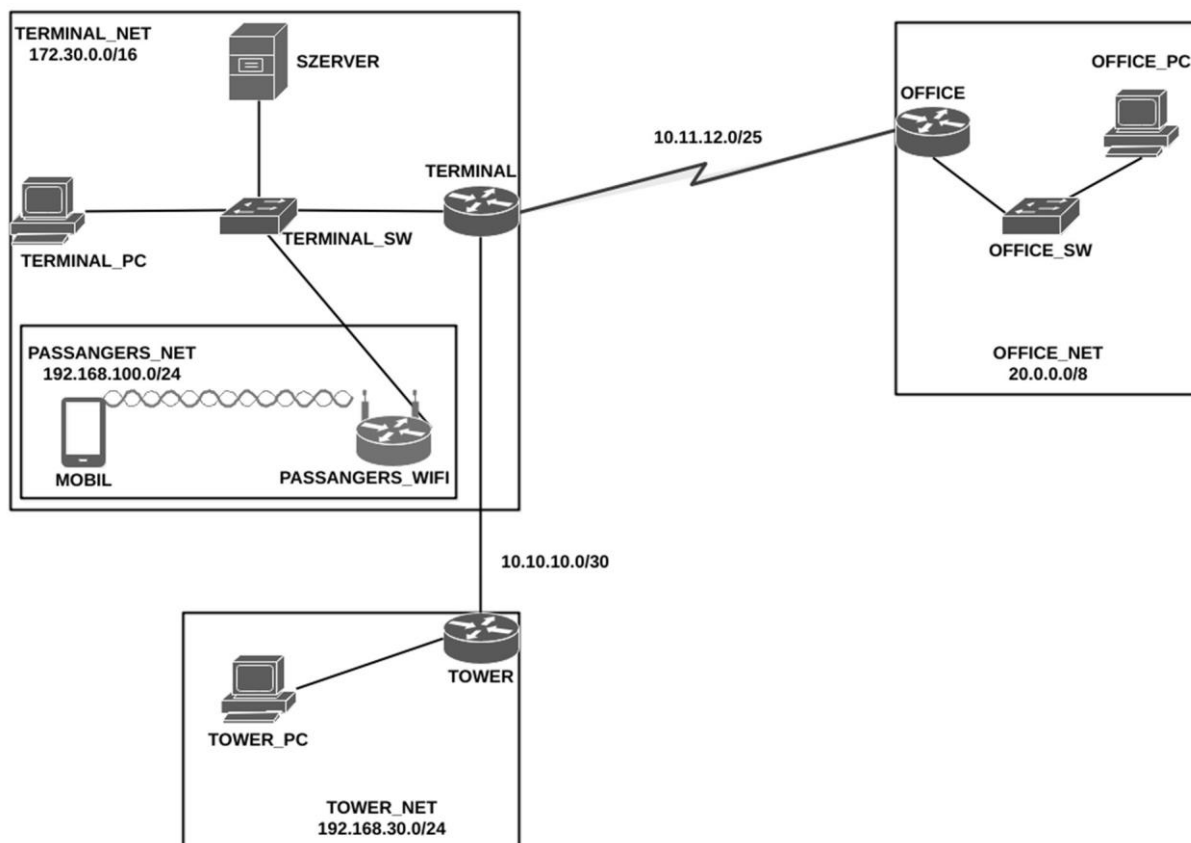 TERMINAL_NET
172.30.0.0/16
SZERVER
TERMINAL
TERMINAL_SW
TERMINAL_PC
PASSANGERS_NET
192.168.100.0/24
MOBIL
PASSANGERS_WIFI
10.11.12.0/25
OFFICE_PC
OFFICE
OFFICE_SW
OFFICE_NET
20.0.0.0/8
10.10.10.0/30
TOWER
TOWER_PC
TOWER_NET
192.168.30.0/24